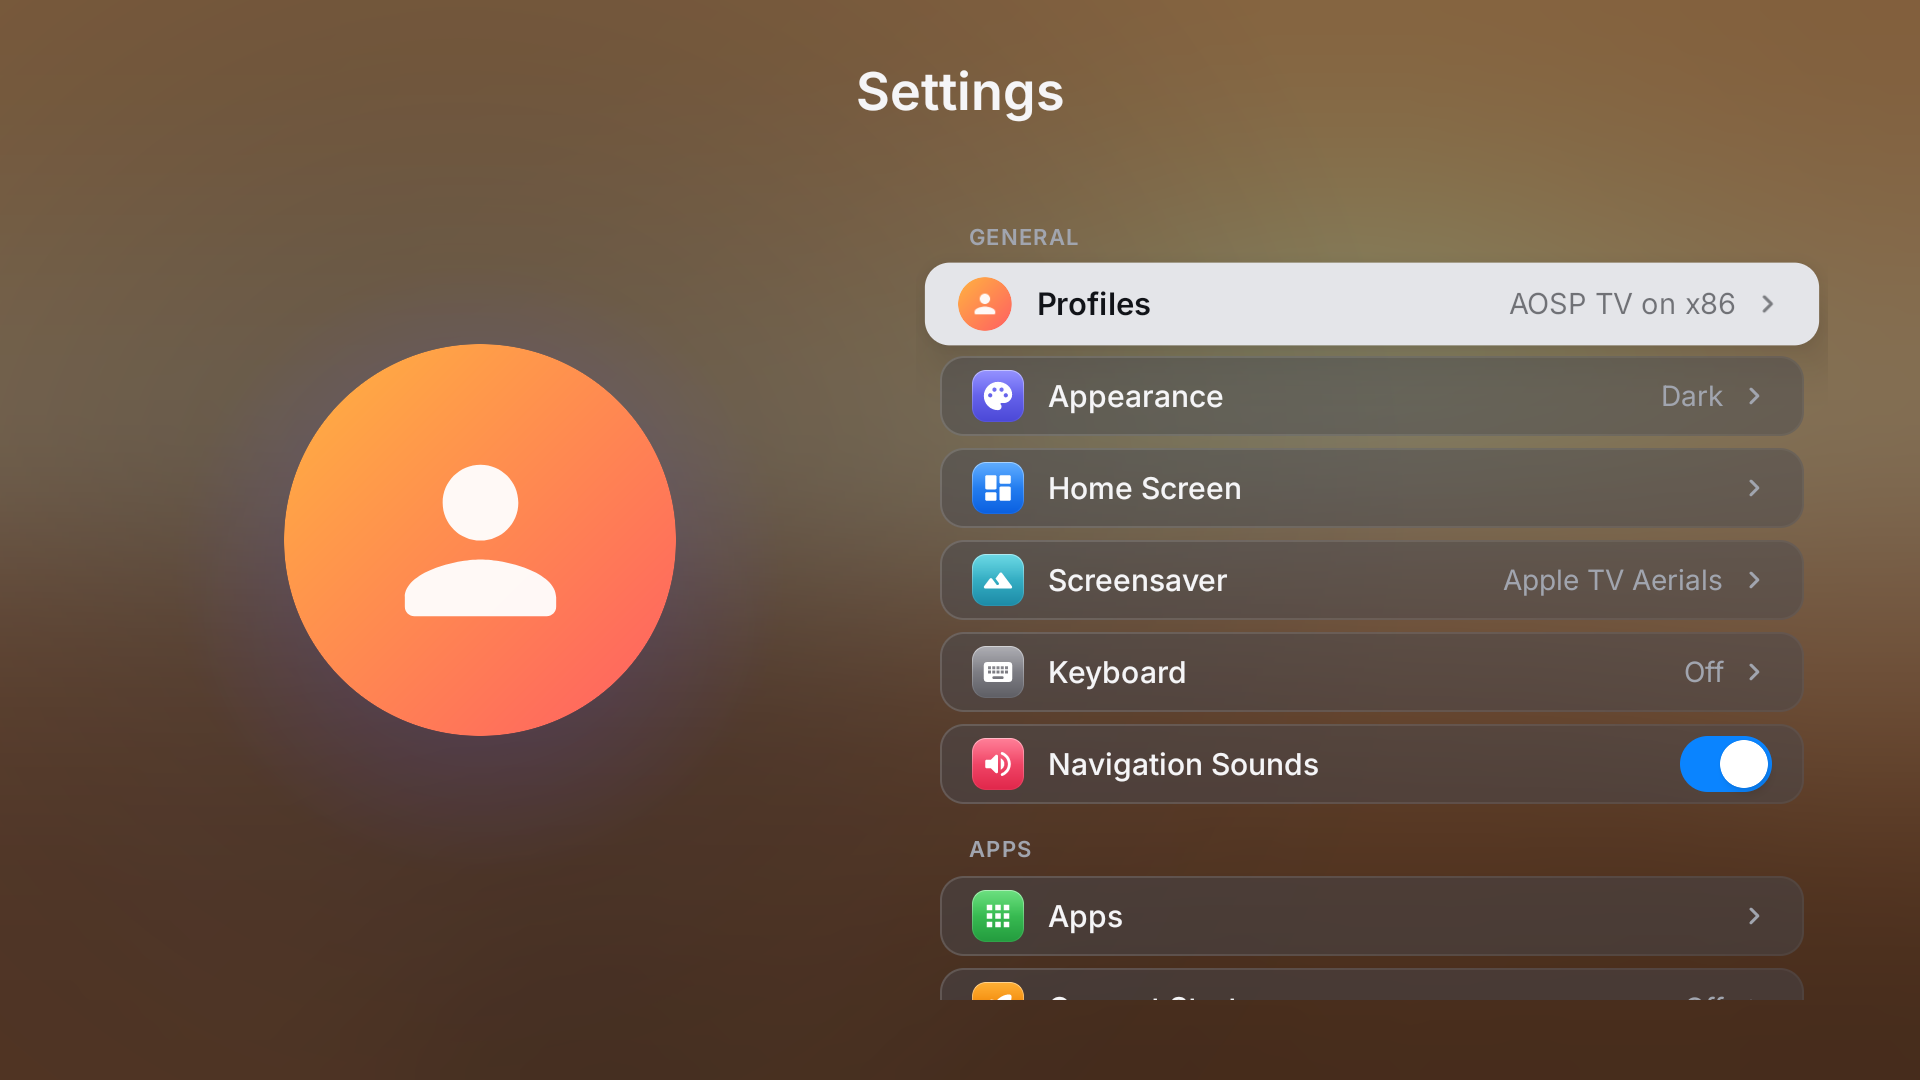 Settings
GENERAL
Profiles AOSP TV on x86
Appearance Dark
Home Screen
Screensaver Apple TV Aerials
Keyboard Off
Navigation Sounds
APPS
Apps